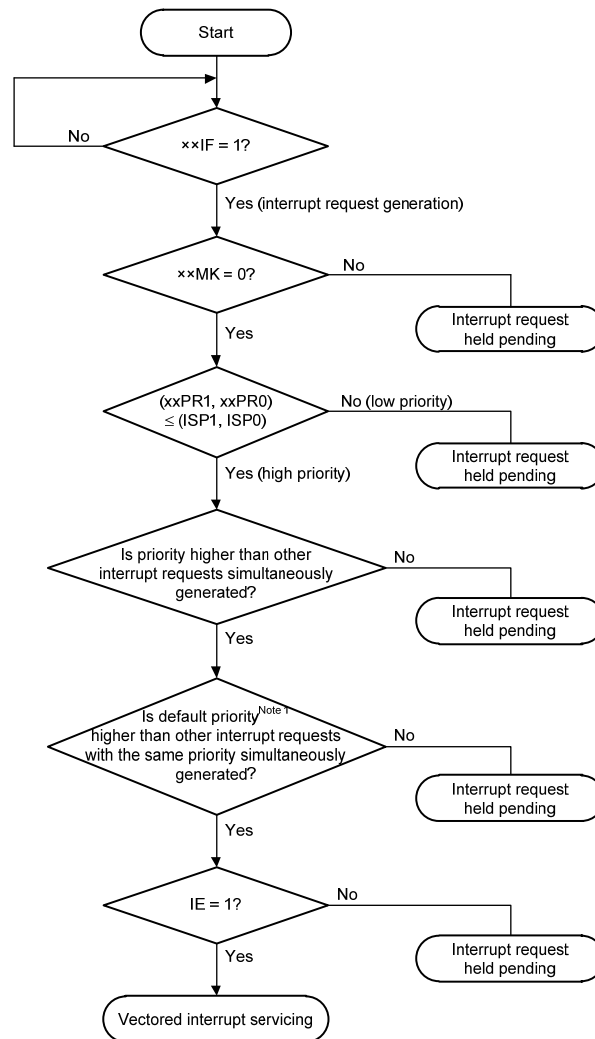 Start
No
××IF = 1?
Yes (interrupt request generation)
××MK = 0?
No
Interrupt request
held pending
Yes
(xxPR1, xxPR0)
≤ (ISP1, ISP0)
No (low priority)
Interrupt request
held pending
Yes (high priority)
Is priority higher than other
interrupt requests simultaneously
generated?
No
Interrupt request
held pending
Yes
Is default priority Note 1
higher than other interrupt requests
with the same priority simultaneously
generated?
No
Interrupt request
held pending
Yes
IE = 1?
No
Interrupt request
held pending
Yes
Vectored interrupt servicing